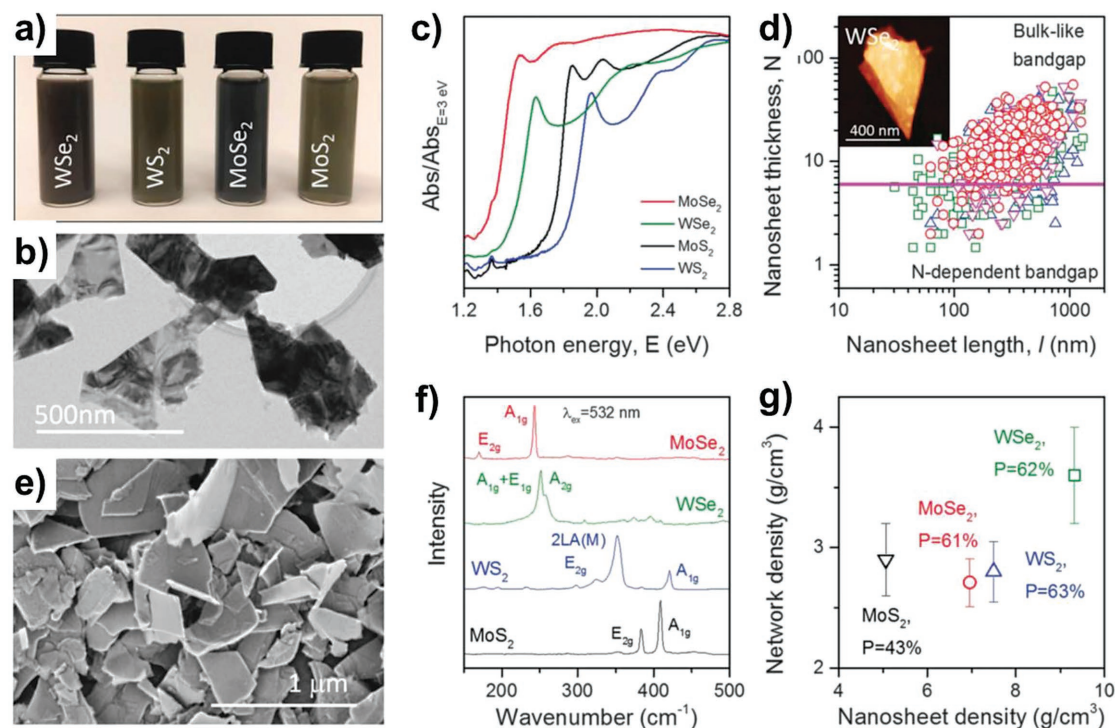 a)
WSe₂
WS₂
MoSe₂
MoS₂
b)
500nm
e)
1 μm
c)
Abs/Abs_E=3 eV
MoSe₂
WSe₂
MoS₂
WS₂
1.2 1.6 2.0 2.4 2.8
Photon energy, E (eV)
d)
WSe₂
400 nm
Bulk-like
bandgap
N-dependent bandgap
Nanosheet thickness, N
100
10
1
10 100 1000
Nanosheet length, l (nm)
f)
λ_ex=532 nm
A₁g
E₂g
MoSe₂
A₁g+E₁g A₂g
WSe₂
2LA(M)
E₂g
WS₂
A₁g
E₂g
A₁g
MoS₂
Intensity
200 300 400 500
Wavenumber (cm⁻¹)
g)
Network density (g/cm³)
4
3
2
WSe₂,
P=62%
MoSe₂,
P=61%
WS₂,
P=63%
MoS₂,
P=43%
4 6 8 10
Nanosheet density (g/cm³)